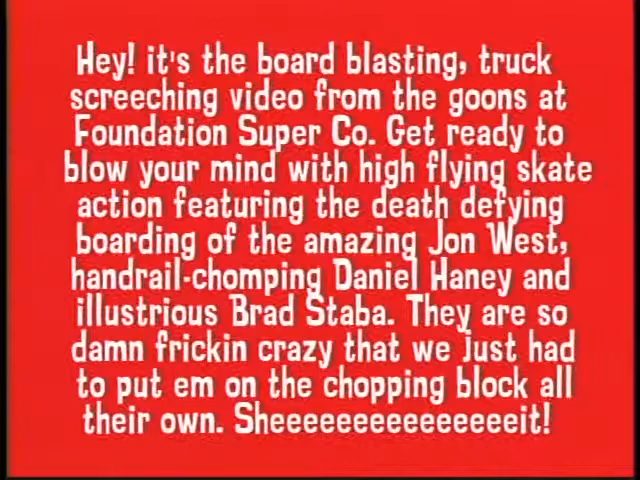 Hey! it's the board blasting, truck
screeching video from the goons at
Foundation Super Co. Get ready to
blow your mind with high flying skate
action featuring the death defying
boarding of the amazing Jon West,
handrail-chomping Daniel Haney and
illustrious Brad Staba. They are so
damn frickin crazy that we just had
to put em on the chopping block all
their own. Sheeeeeeeeeeeeeeeit!